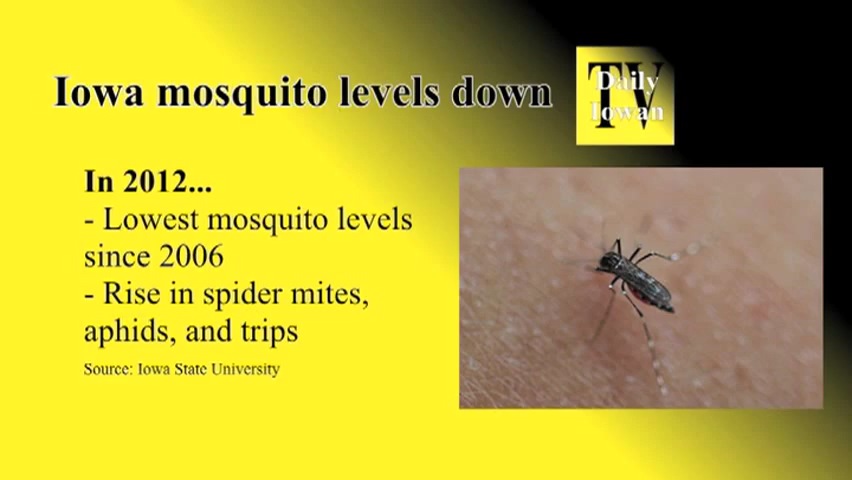 Iowa mosquito levels down
TV
Daily
Iowan
In 2012...
- Lowest mosquito levels
since 2006
- Rise in spider mites,
aphids, and trips
Source: Iowa State University